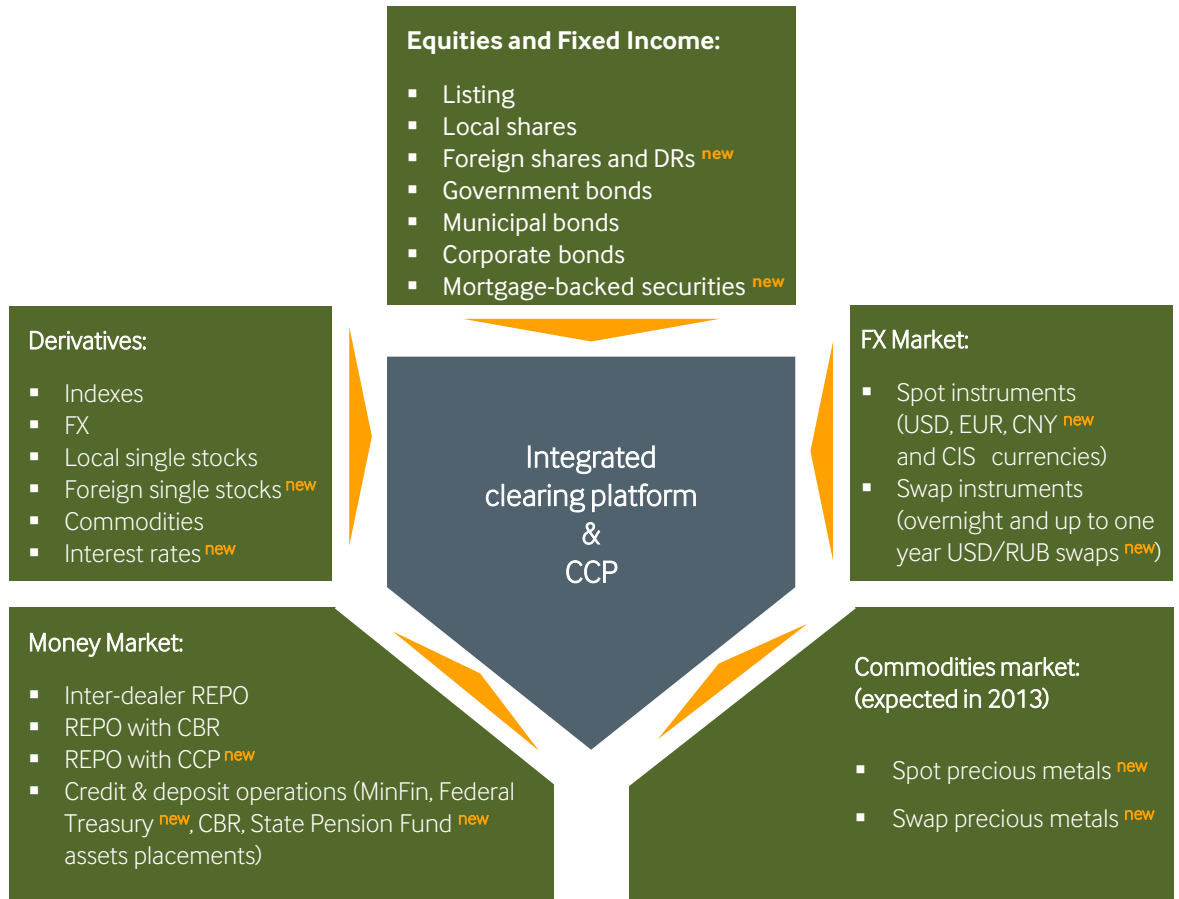 Equities and Fixed Income:
▪ Listing
▪ Local shares
▪ Foreign shares and DRs new
▪ Government bonds
▪ Municipal bonds
▪ Corporate bonds
▪ Mortgage-backed securities new
Derivatives:
▪ Indexes
▪ FX
▪ Local single stocks
▪ Foreign single stocks new
▪ Commodities
▪ Interest rates new
Integrated
clearing platform
&
CCP
FX Market:
▪ Spot instruments
(USD, EUR, CNY new
and CIS currencies)
▪ Swap instruments
(overnight and up to one
year USD/RUB swaps new)
Money Market:
▪ Inter-dealer REPO
▪ REPO with CBR
▪ REPO with CCP new
▪ Credit & deposit operations (MinFin, Federal
Treasury new, CBR, State Pension Fund new
assets placements)
Commodities market:
(expected in 2013)
▪ Spot precious metals new
▪ Swap precious metals new